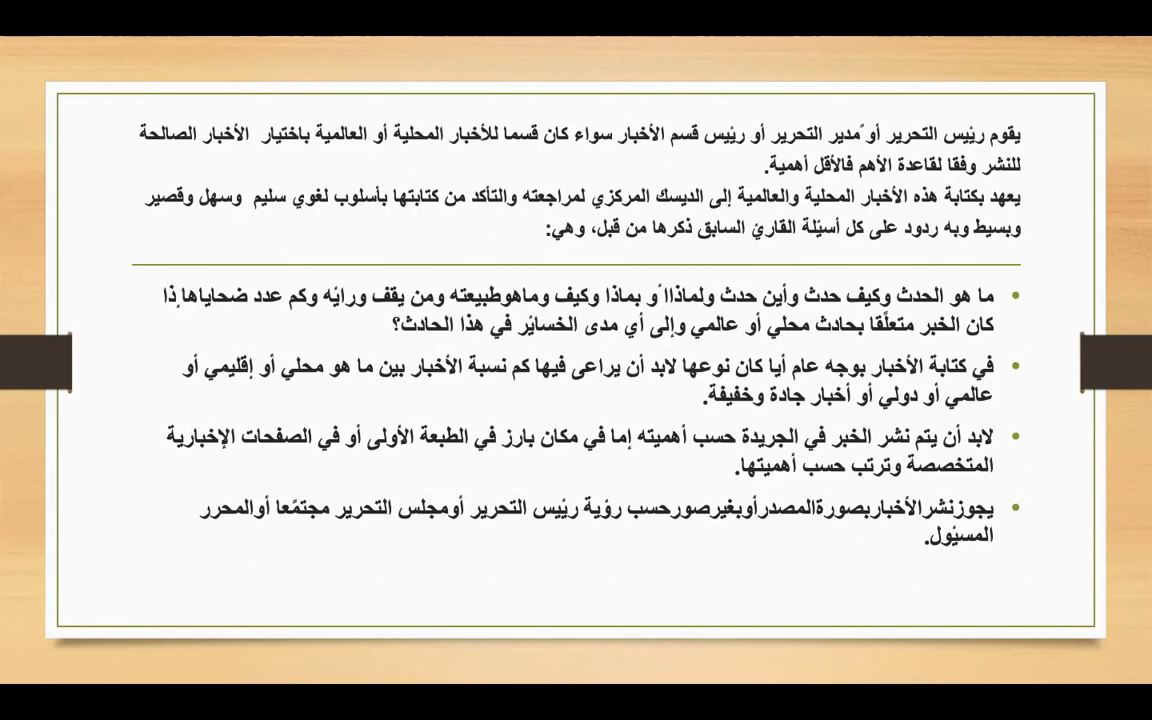 يقوم رئيس التحرير أو ًمدير التحرير أو رئيس قسم الأخبار سواء كان قسما للأخبار المحلية أو العالمية باختيار الأخبار الصالحة
للنشر وفقا لقاعدة الأهم فالأقل أهمية.
يعهد بكتابة هذه الأخبار المحلية والعالمية إلى الديسك المركزي لمراجعته والتأكد من كتابتها بأسلوب لغوي سليم وسهل وقصير
وبسيط وبه ردود على كل أسئلة القارئ السابق ذكرها من قبل، وهي:
• ما هو الحدث وكيف حدث وأين حدث ولماذاا ًو بماذا وكيف وماهوطبيعته ومن يقف ورائه وكم عدد ضحاياهإذا
كان الخبر متعلًقا بحادث محلي أو عالمي وإلى أي مدى الخسائر في هذا الحادث؟
• في كتابة الأخبار بوجه عام أيا كان نوعها لابد أن يراعى فيها كم نسبة الأخبار بين ما هو محلي أو إقليمي أو
عالمي أو دولي أو أخبار جادة وخفيفة.
• لابد أن يتم نشر الخبر في الجريدة حسب أهميته إما في مكان بارز في الطبعة الأولى أو في الصفحات الإخبارية
المتخصصة وترتب حسب أهميتها.
• يجوزنشرالأخباربصورةالمصدرأوبغيرصورحسب رؤية رئيس التحرير أومجلس التحرير مجتمًعا أوالمحرر
المسئول.